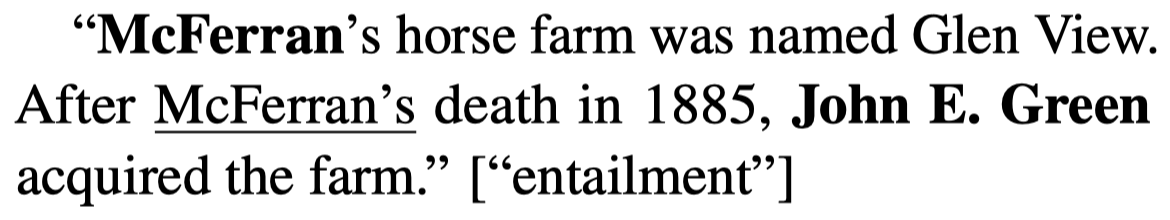 “McFerran’s horse farm was named Glen View.
After McFerran’s death in 1885, John E. Green
acquired the farm.” [“entailment”]